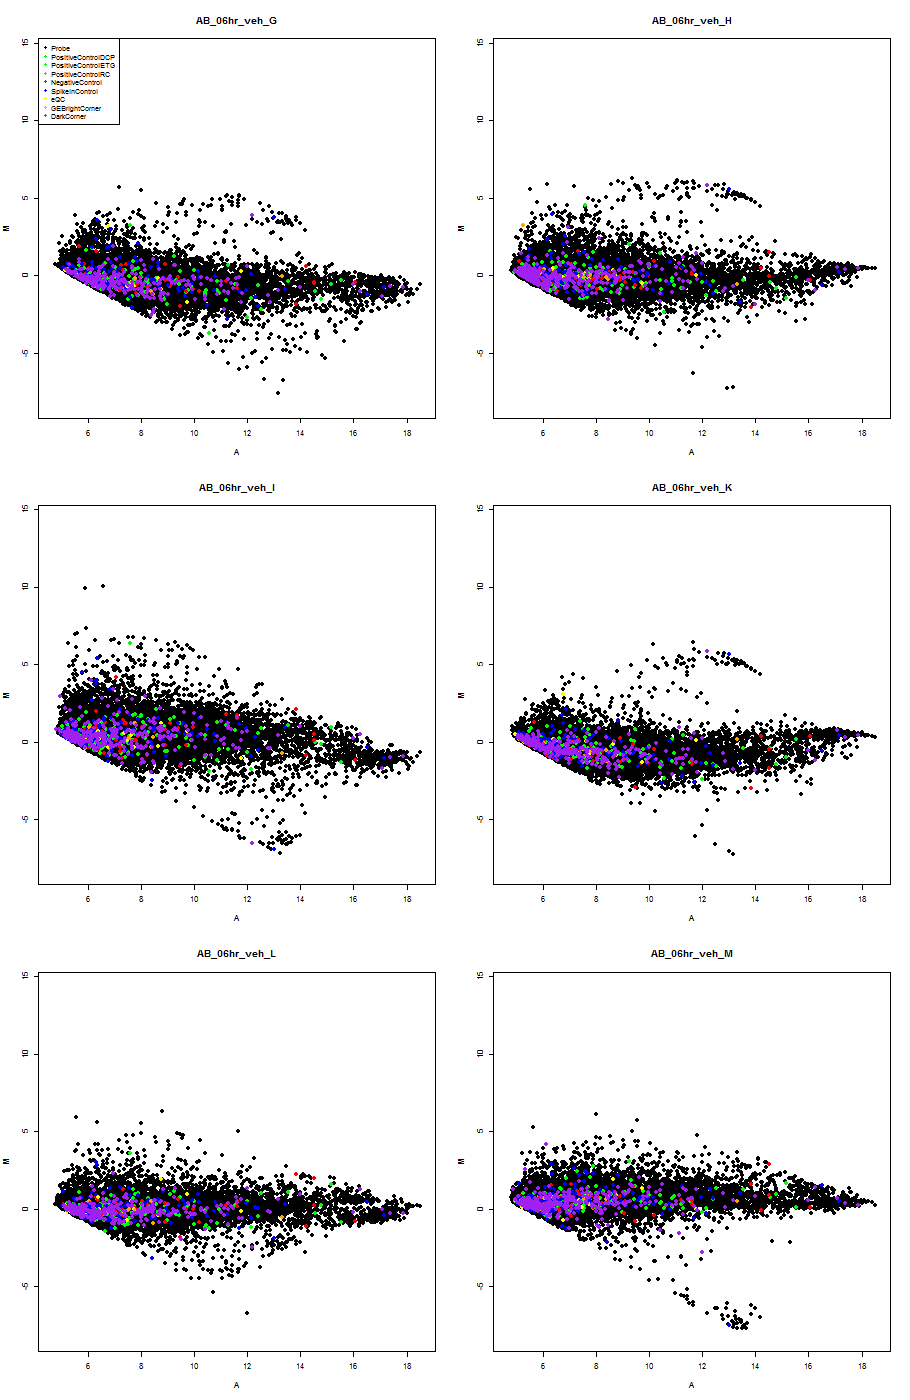 AB_06hr_veh_G
15
10
5
0
-5
M
Probe
PositiveControlDCP
PositiveControlETG
PositiveControlRC
NegativeControl
SpikeInControl
eQC
GEBrightCorner
DarkCorner
6 8 10 12 14 16 18
A
AB_06hr_veh_H
15
10
5
0
-5
M
6 8 10 12 14 16 18
A
AB_06hr_veh_I
15
10
5
0
-5
M
6 8 10 12 14 16 18
A
AB_06hr_veh_K
15
10
5
0
-5
M
6 8 10 12 14 16 18
A
AB_06hr_veh_L
15
10
5
0
-5
M
6 8 10 12 14 16 18
A
AB_06hr_veh_M
15
10
5
0
-5
M
6 8 10 12 14 16 18
A